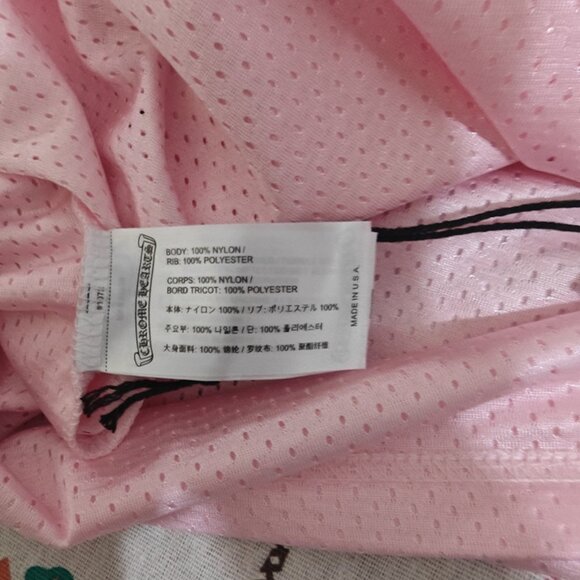 CHROME HEARTS
BODY: 100% NYLON /
RIB: 100% POLYESTER
CORPS: 100% NYLON /
BORD TRICOT: 100% POLYESTER
本体: ナイロン 100% / リブ: ポリエステル 100%
주요부: 100% 나일론 / 단: 100% 폴리에스터
大身面料: 100% 锦纶 / 罗纹布: 100% 聚酯纤维
MADE IN U.S.A.